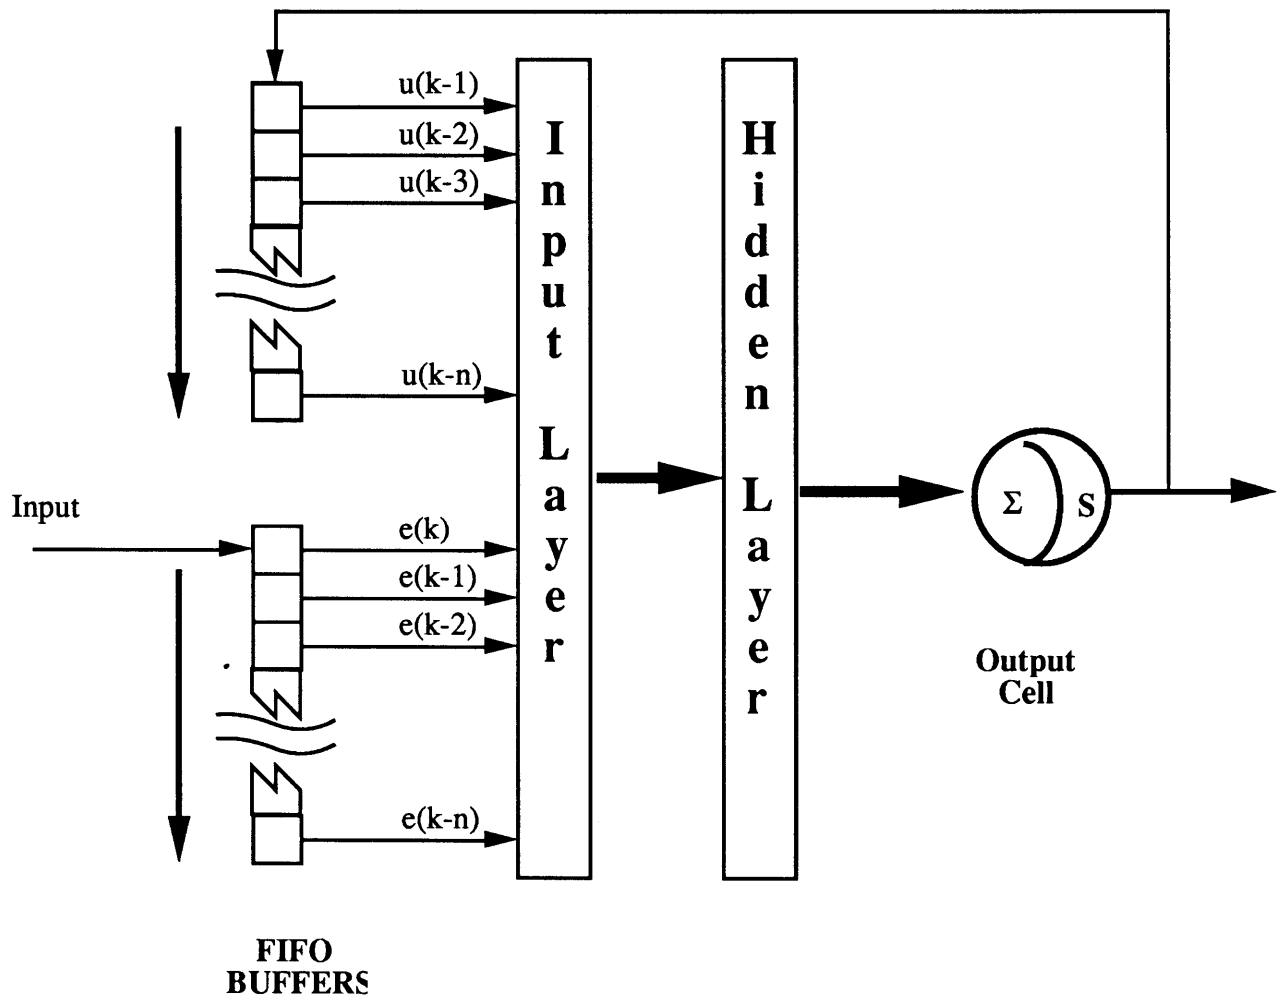 u(k-1)
u(k-2)
u(k-3)
u(k-n)
Input
e(k)
e(k-1)
e(k-2)
e(k-n)
Input Layer
Hidden Layer
Σ
S
Output
Cell
FIFO
BUFFERS